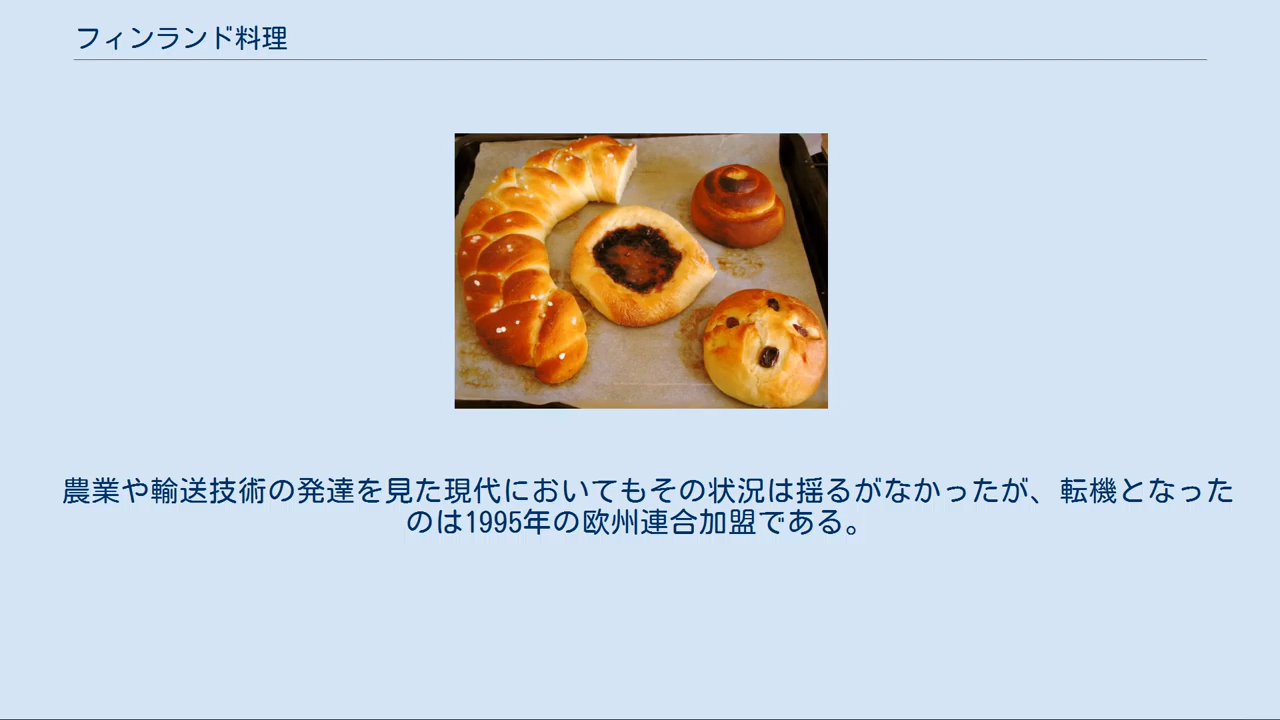 フィンランド料理
農業や輸送技術の発達を見た現代においてもその状況は揺るがなかったが、転機となった
のは1995年の欧州連合加盟である。